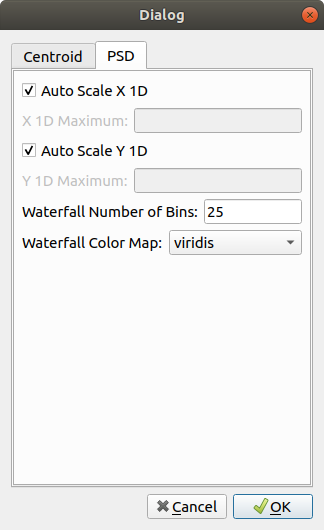 Dialog
Centroid PSD
Auto Scale X 1D
X 1D Maximum:
Auto Scale Y 1D
Y 1D Maximum:
Waterfall Number of Bins: 25
Waterfall Color Map: viridis
Cancel OK